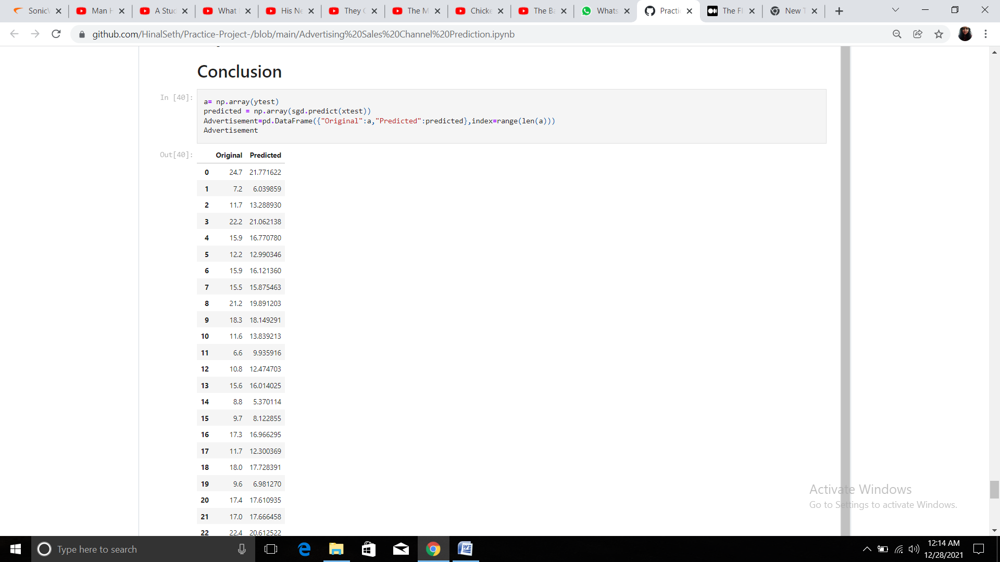 SonicW
Man H
A Stud
What
His Ne
They
The M
Chicke
The Ba
Whats
Practic
The Fl
New T
github.com/HinalSeth/Practice-Project-/blob/main/Advertising%20Sales%20Channel%20Prediction.ipynb
Conclusion
In [40]:
a= np.array(ytest)
predicted = np.array(sgd.predict(xtest))
Advertisement=pd.DataFrame({"Original":a,"Predicted":predicted},index=range(len(a)))
Advertisement
Out[40]:
Original Predicted
0 24.7 21.771622
1 7.2 6.039859
2 11.7 13.288930
3 22.2 21.062138
4 15.9 16.770780
5 12.2 12.990346
6 15.9 16.121360
7 15.5 15.875463
8 21.2 19.891203
9 18.3 18.149291
10 11.6 13.839213
11 6.6 9.935916
12 10.8 12.474703
13 15.6 16.014025
14 8.8 5.370114
15 9.7 8.122855
16 17.3 16.966295
17 11.7 12.300369
18 18.0 17.728391
19 9.6 6.981270
20 17.4 17.610935
21 17.0 17.666458
22 22.4 20.612522
Activate Windows
Go to Settings to activate Windows.
Type here to search
12:14 AM
12/28/2021